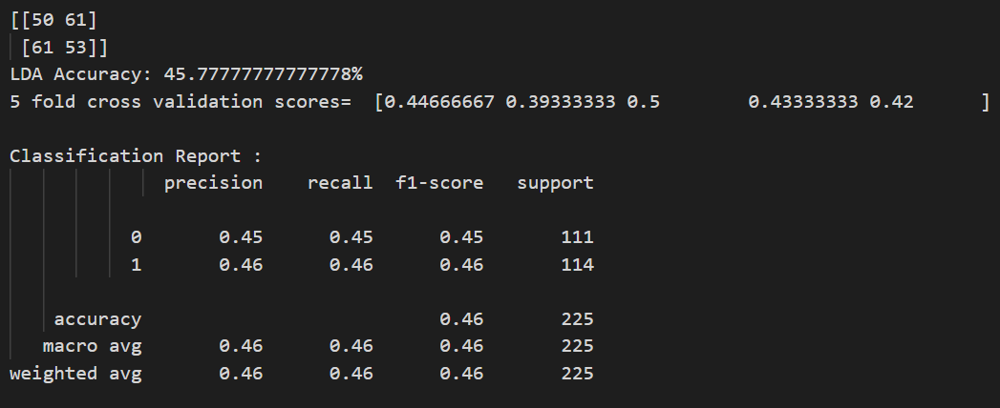 [[50 61]
 [61 53]]
LDA Accuracy: 45.77777777777778%
5 fold cross validation scores=  [0.44666667 0.39333333 0.5        0.43333333 0.42      ]
Classification Report :
              precision    recall  f1-score   support
           0       0.45      0.45      0.45       111
           1       0.46      0.46      0.46       114
    accuracy                           0.46       225
   macro avg       0.46      0.46      0.46       225
weighted avg       0.46      0.46      0.46       225